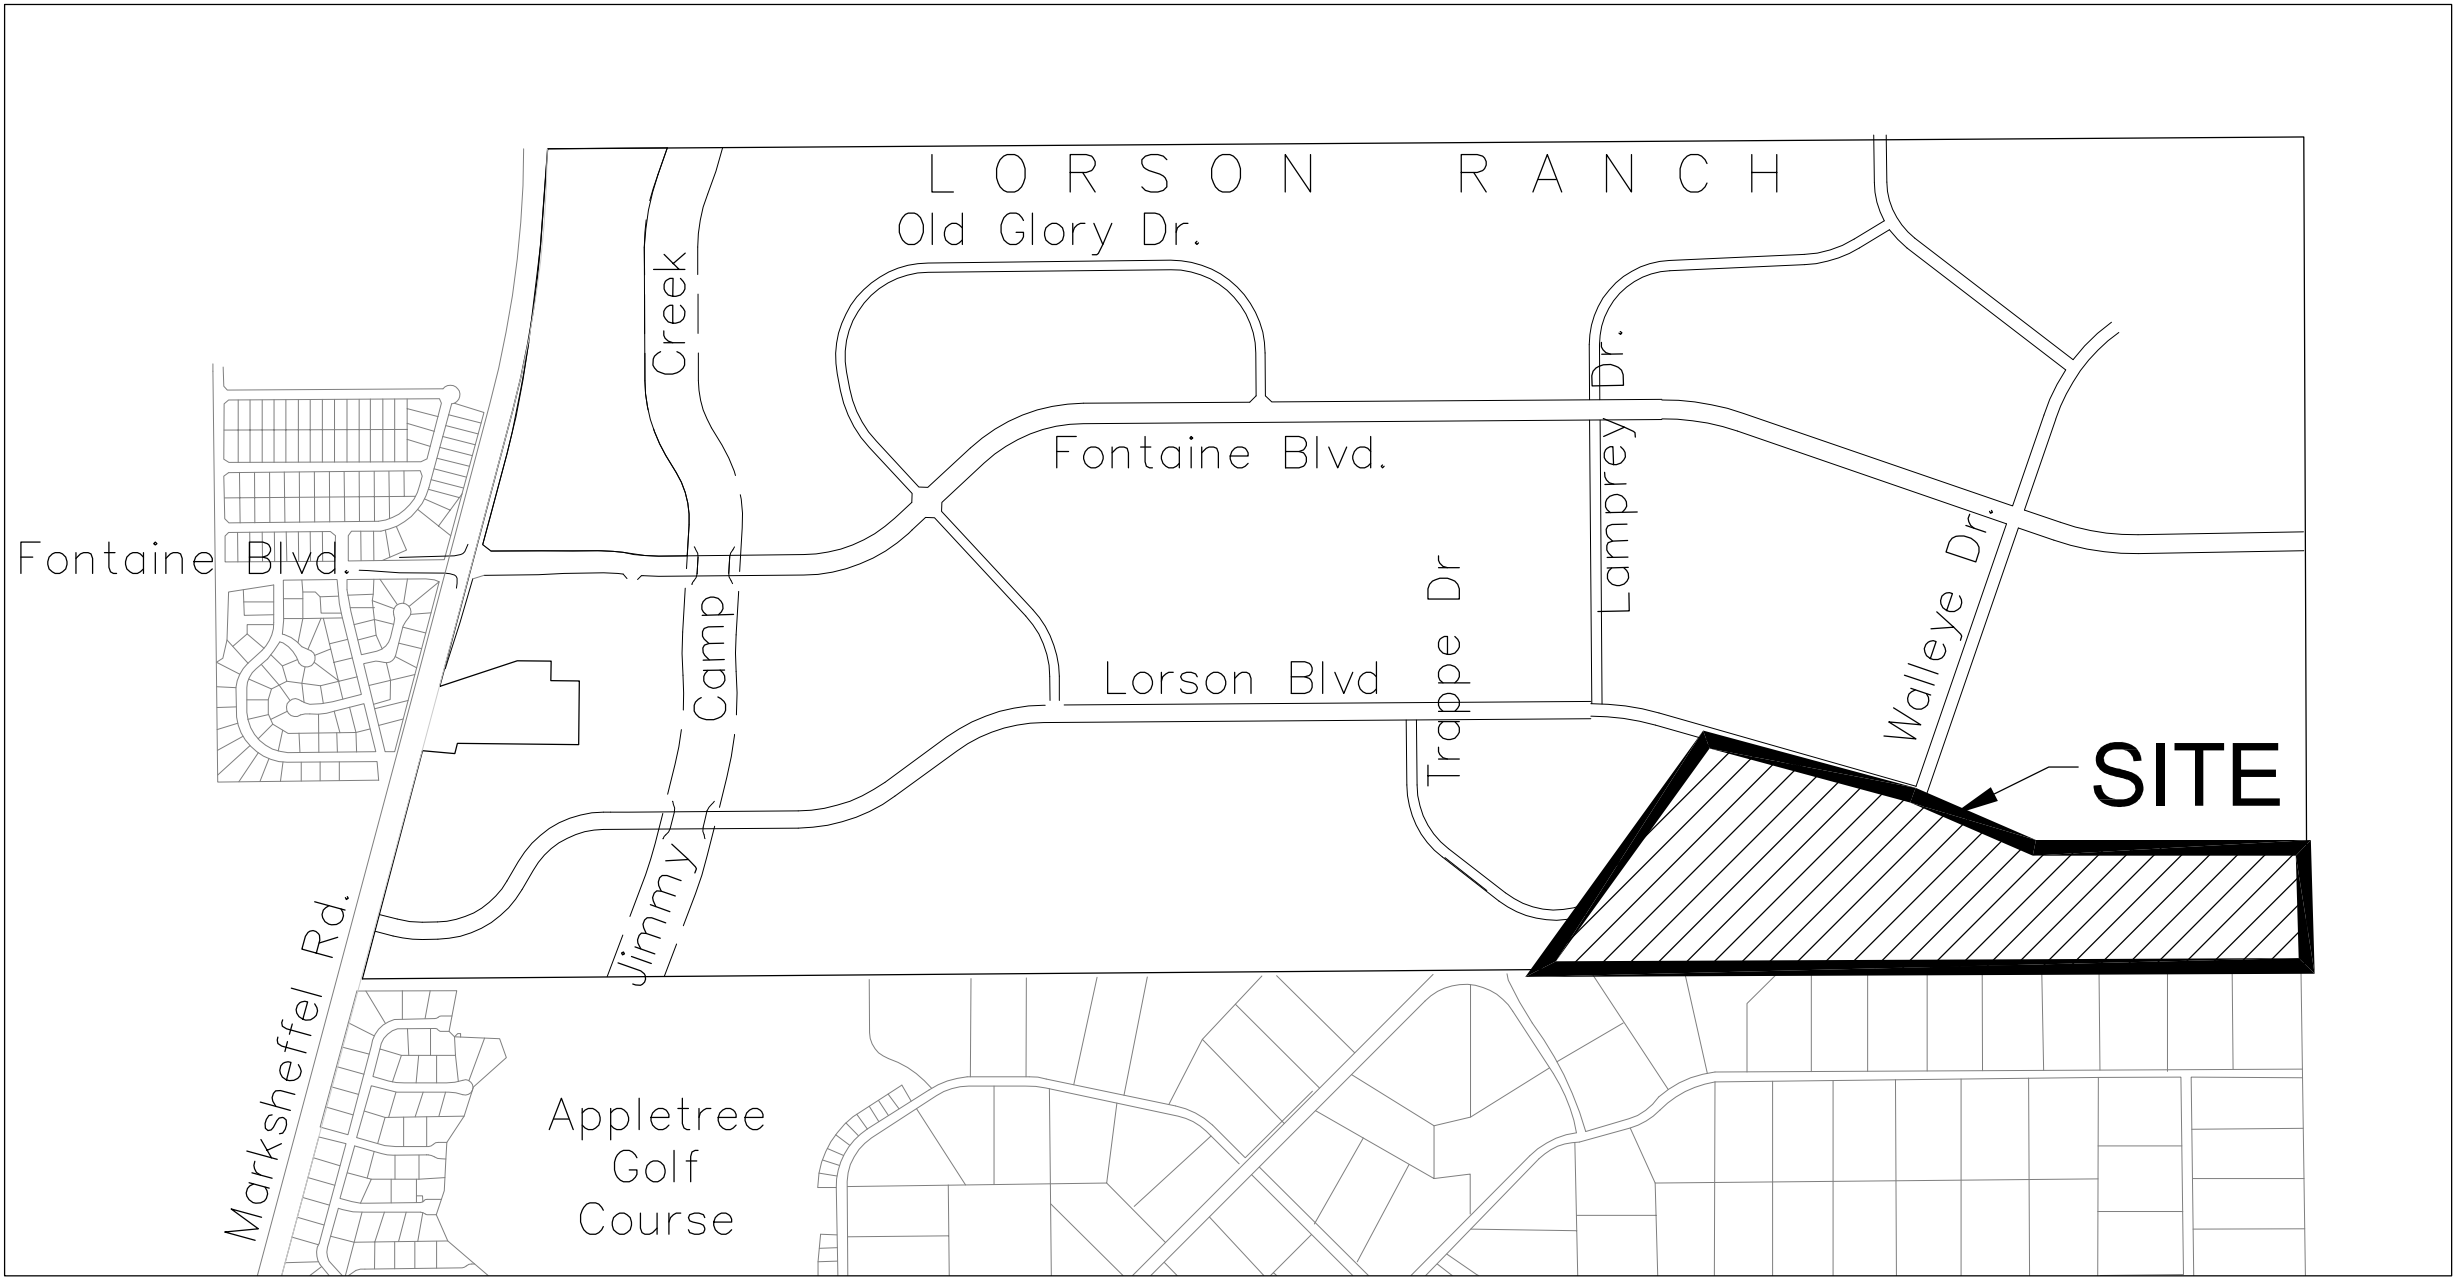 LORSON RANCH
Old Glory Dr.
Creek
Lamprey Dr.
Fontaine Blvd.
Fontaine Blvd.
Walleye Dr.
Trappe Dr
Camp
Lorson Blvd
SITE
Jimmy
Marksheffel Rd.
Appletree
Golf
Course